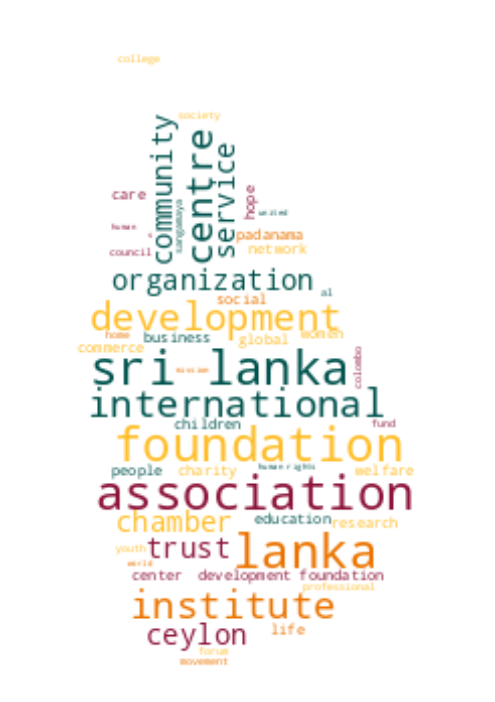 college
society
community
centre
service
sangamaya
care
hope
united
human
s
padanama
council
network
organization
al
social
development
home
business
global
women
commerce
sri lanka
mission
colombo
international
children
fund
foundation
people
charity
human rights
welfare
association
chamber
education
research
trust
lanka
youth
world
center
development foundation
professional
institute
ceylon
life
forum
movement